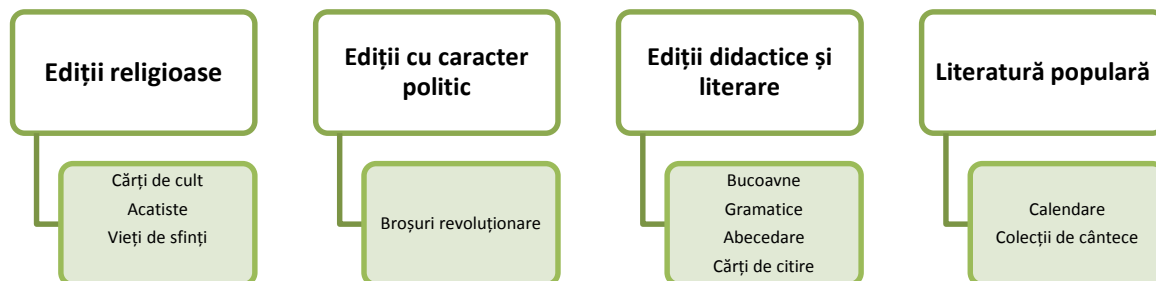 Ediții religioase
Cărți de cult
Acatiste
Vieți de sfinți
Ediții cu caracter
politic
Broșuri revoluționare
Ediții didactice și
literare
Bucoavne
Gramatice
Abecedare
Cărți de citire
Literatură populară
Calendare
Colecții de cântece